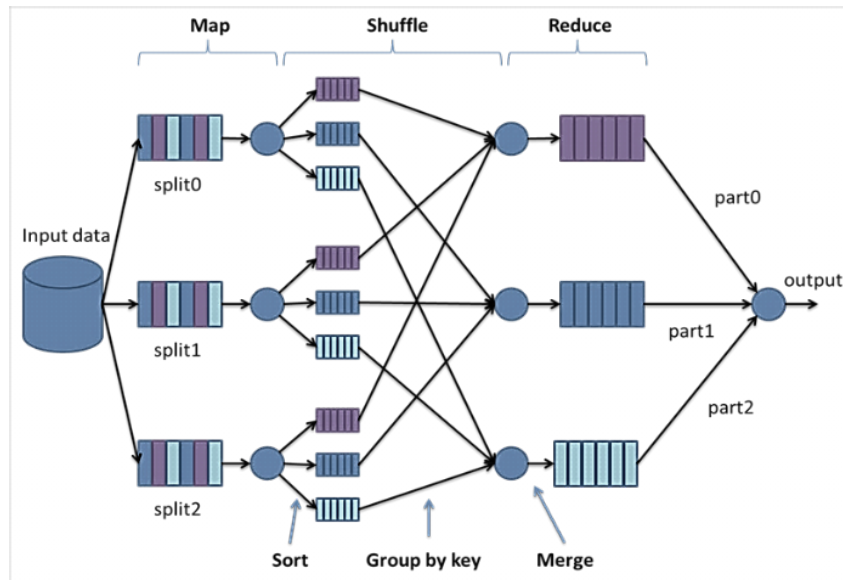 Map
Shuffle
Reduce
split0
Input data
part0
output
split1
part1
part2
split2
Sort
Group by key
Merge